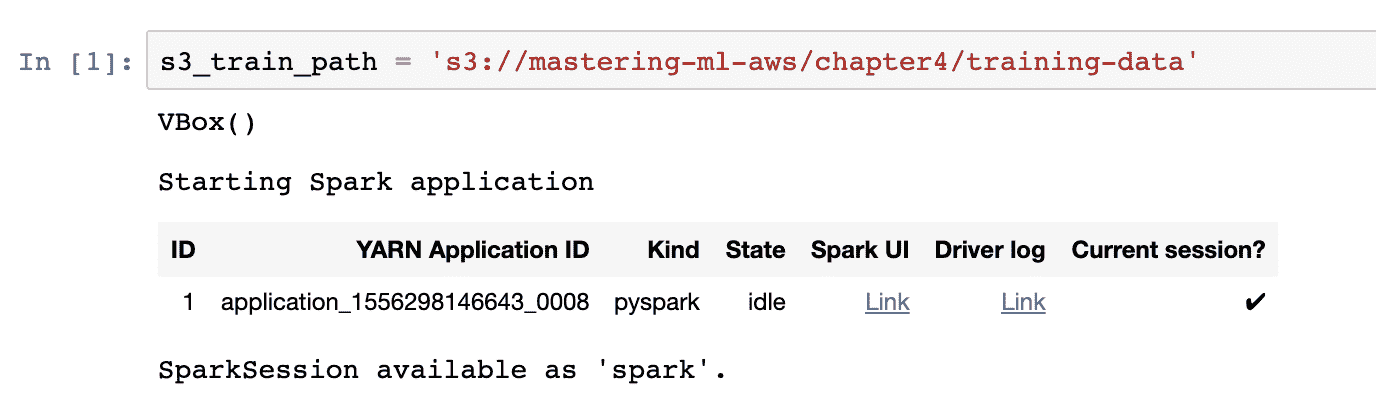 In [1]: s3_train_path = 's3://mastering-ml-aws/chapter4/training-data'
VBox()
Starting Spark application
ID YARN Application ID Kind State Spark UI Driver log Current session?
1 application_1556298146643_0008 pyspark idle Link Link ✔
SparkSession available as 'spark'.